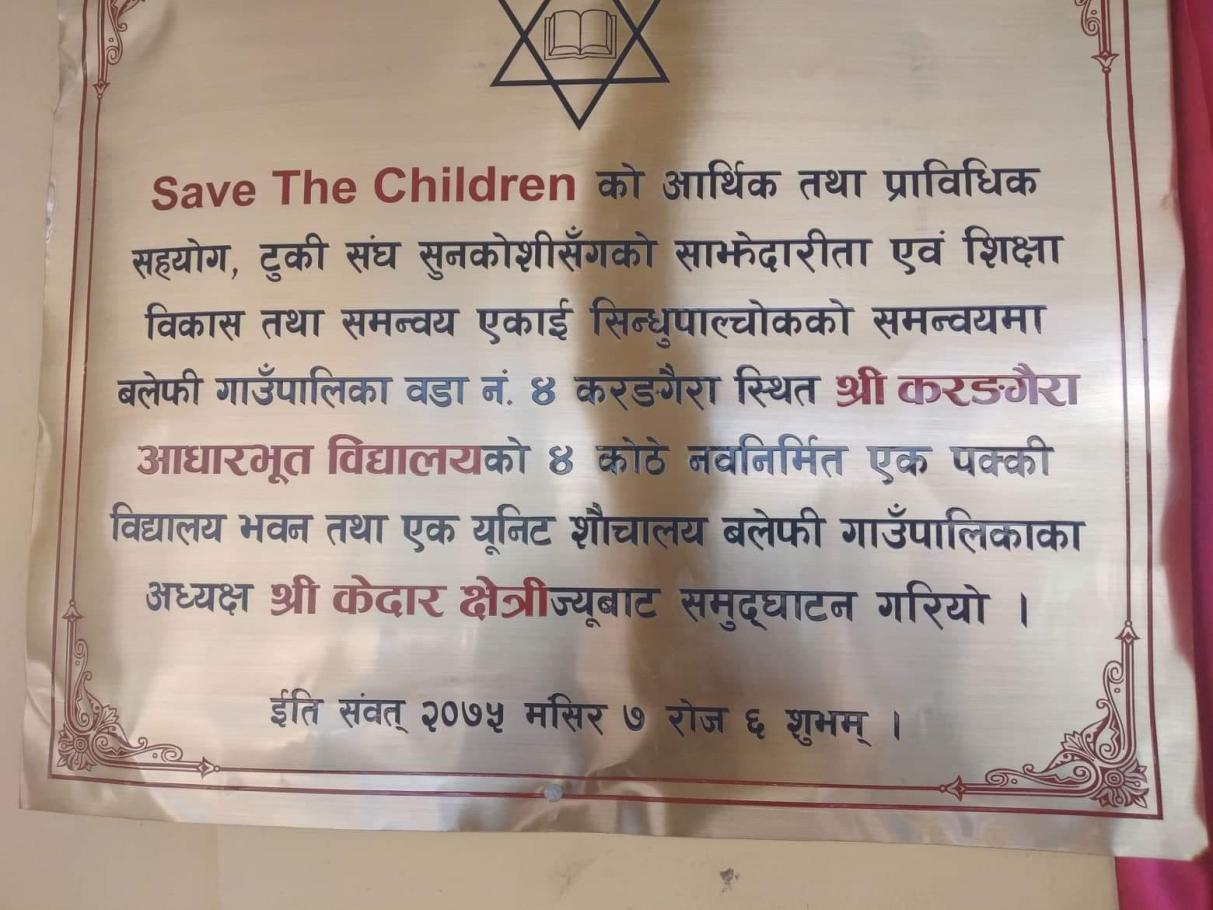 Save The Children को आर्थिक तथा प्राविधिक
सहयोग, टुकी संघ सुनकोशीसँगको साझेदारीता एवं शिक्षा
विकास तथा समन्वय एकाई सिन्धुपाल्चोकको समन्वयमा
बलेफी गाउँपालिका वडा नं. ४ करङगैरा स्थित श्री करङगैरा
आधारभूत विद्यालयको ४ कोठे नवनिर्मित एक पक्की
विद्यालय भवन तथा एक यूनिट शौचालय बलेफी गाउँपालिकाका
अध्यक्ष श्री केदार क्षेत्रीज्यूबाट समुद्घाटन गरियो ।
ईति संवत् २०७५ मंसिर ७ रोज ६ शुभम् ।